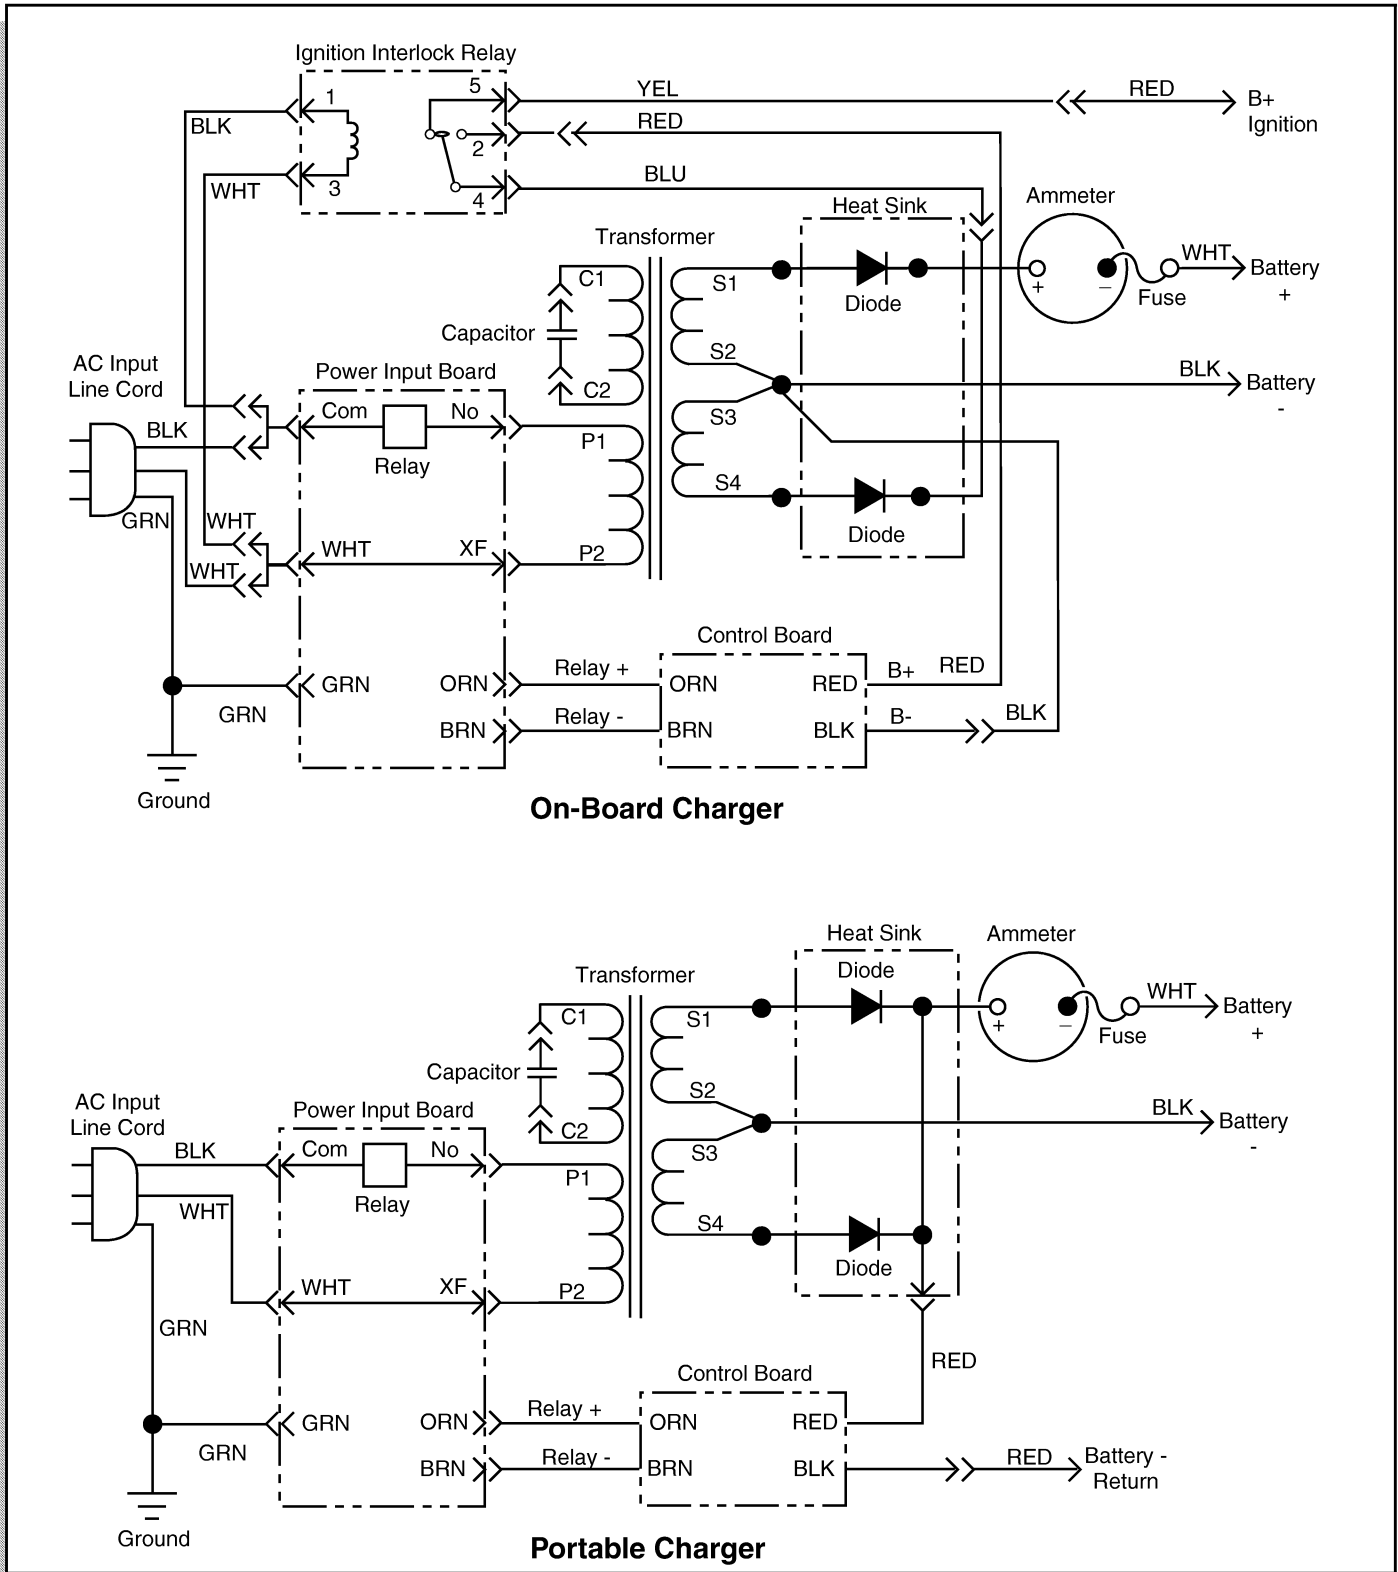 Ignition Interlock Relay
1
5
YEL
RED
B+
Ignition
BLK
RED
2
3
WHT
BLU
4
Ammeter
Heat Sink
Transformer
C1
S1
WHT
Battery
+
+
–
Diode
Fuse
Capacitor
S2
C2
AC Input
Line Cord
Power Input Board
BLK
Battery
-
Com
No
S3
BLK
P1
Relay
S4
GRN
WHT
Diode
WHT
XF
P2
WHT
Control Board
Relay +
B+
RED
GRN
ORN
ORN
RED
GRN
Relay -
B-
BLK
BRN
BRN
BLK
Ground
On-Board Charger
Heat Sink
Ammeter
Diode
Transformer
C1
S1
WHT
Battery
+
+
–
Fuse
Capacitor
S2
C2
AC Input
Line Cord
Power Input Board
BLK
Battery
-
BLK
Com
No
S3
P1
Relay
WHT
S4
Diode
WHT
XF
P2
GRN
RED
Control Board
Relay +
GRN
ORN
ORN
RED
GRN
Relay -
RED
Battery -
Return
BRN
BRN
BLK
Ground
Portable Charger